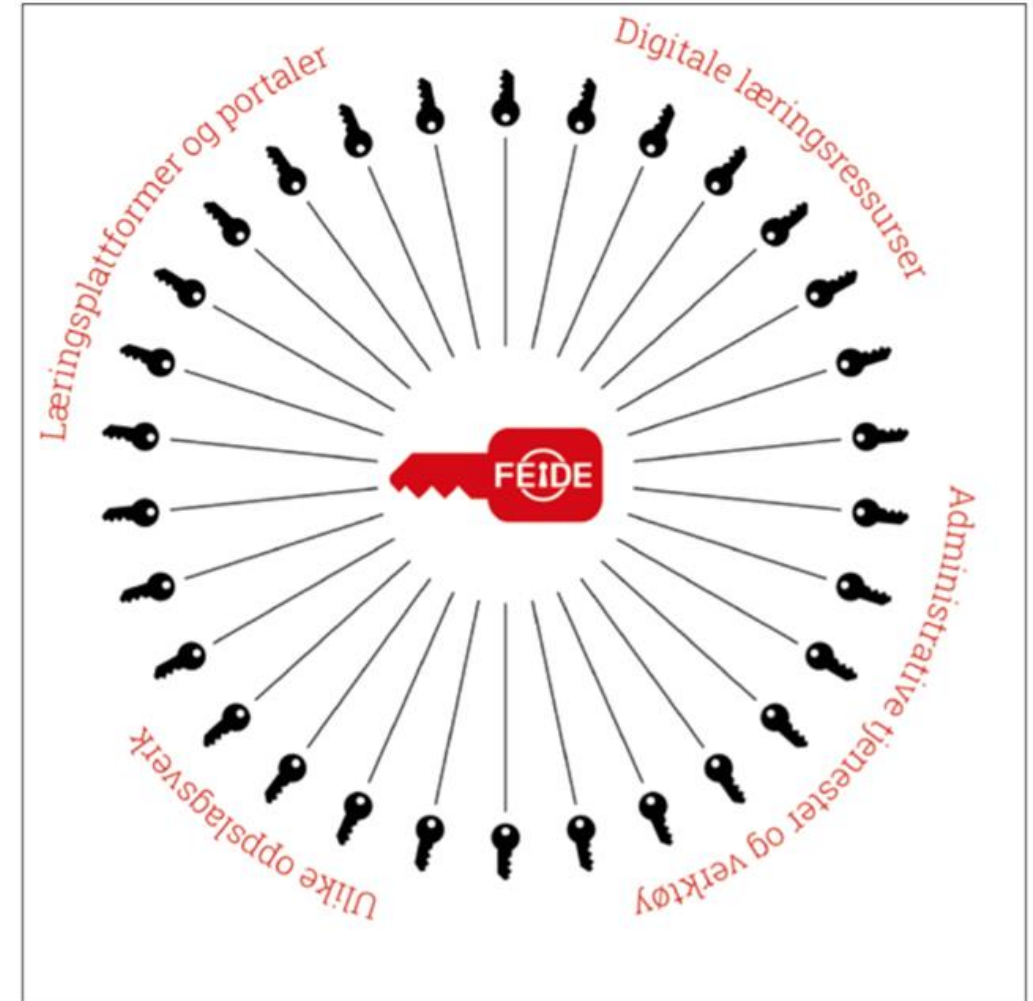 Læringsplattformer og portaler
Digitale læringsressurser
FEIDE
Administrative tjenester og verktøy
Ulike oppslagsverk